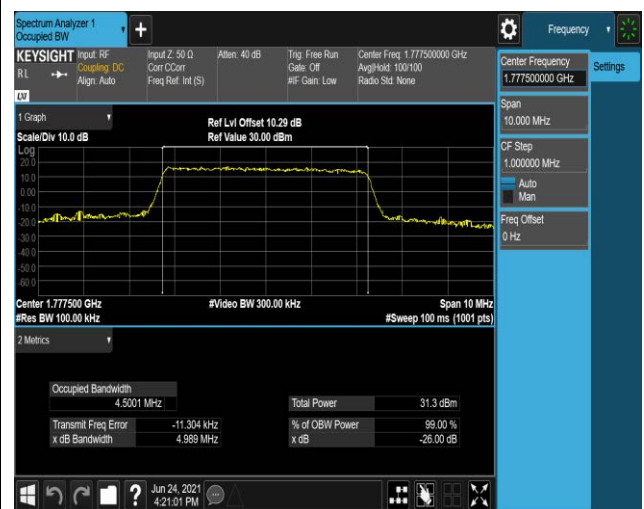 Spectrum Analyzer 1
Occupied BW
Frequency
KEYSIGHT
Input: RF
Coupling: DC
Align: Auto
Input Z: 50 Ω
Corr CCorr
Freq Ref: Int (S)
Atten: 40 dB
Trig: Free Run
Gate: Off
#IF Gain: Low
Center Freq: 1.777500000 GHz
Avg|Hold: 100/100
Radio Std: None
RL
LXI
Center Frequency
1.777500000 GHz
Settings
Span
10.000 MHz
CF Step
1.000000 MHz
Auto
Man
Freq Offset
0 Hz
1 Graph
Scale/Div 10.0 dB
Ref Lvl Offset 10.29 dB
Ref Value 30.00 dBm
Log
20.0
10.0
0.00
-10.0
-20.0
-30.0
-40.0
-50.0
-60.0
Center 1.777500 GHz
#Video BW 300.00 kHz
Span 10 MHz
#Res BW 100.00 kHz
#Sweep 100 ms (1001 pts)
2 Metrics
Occupied Bandwidth
4.5001 MHz
Total Power
31.3 dBm
Transmit Freq Error
-11.304 kHz
% of OBW Power
99.00 %
x dB Bandwidth
4.989 MHz
x dB
-26.00 dB
?
Jun 24, 2021
4:21:01 PM